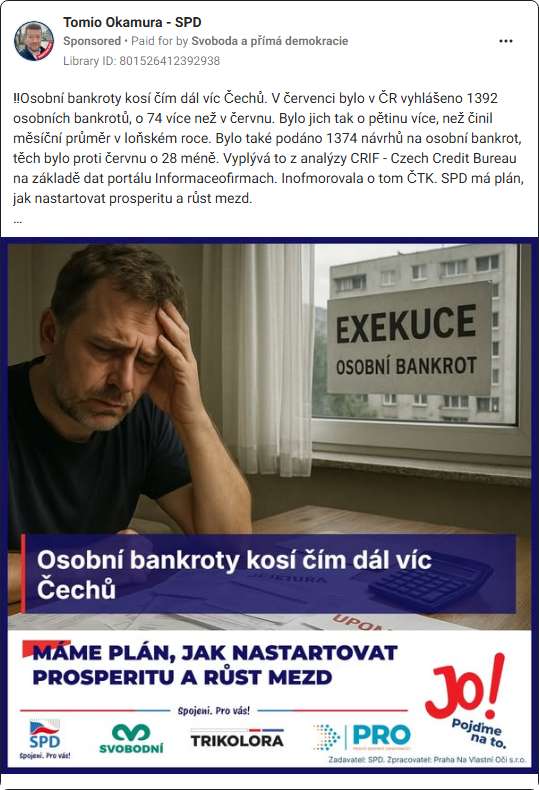 Tomio Okamura - SPD
Sponsored • Paid for by Svoboda a přímá demokracie
Library ID: 801526412392938
‼Osobní bankroty kosí čím dál víc Čechů. V červenci bylo v ČR vyhlášeno 1392
osobních bankrotů, o 74 více než v červnu. Bylo jich tak o pětinu více, než činil
měsíční průměr v loňském roce. Bylo také podáno 1374 návrhů na osobní bankrot,
těch bylo proti červnu o 28 méně. Vyplývá to z analýzy CRIF - Czech Credit Bureau
na základě dat portálu Informaceofirmach. Inofmorovala o tom ČTK. SPD má plán,
jak nastartovat prosperitu a růst mezd.
...
EXEKUCE
OSOBNÍ BANKROT
Osobní bankroty kosí čím dál víc
Čechů
MÁME PLÁN, JAK NASTARTOVAT
PROSPERITU A RŮST MEZD
Jo!
Pojďme
na to.
Spojeni. Pro vás!
SPD
Spojeni. Pro vás!
SVOBODNÍ
TRIKOLORA
PRO
Zadavatel: SPD. Zpracovatel: Praha Na Vlastní Oči s.r.o.